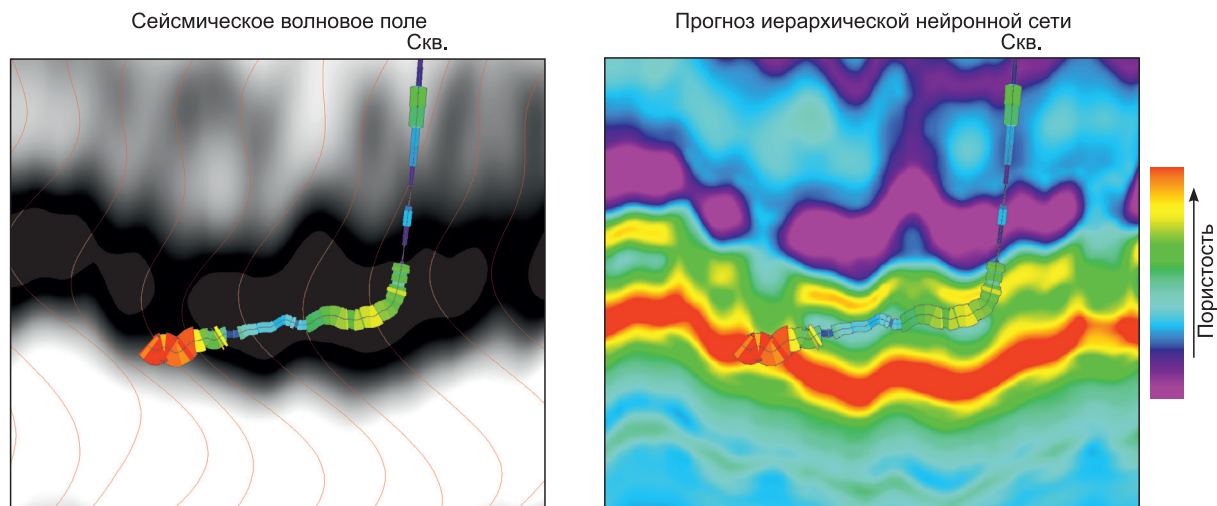 Сейсмическое волновое поле
Скв.
Прогноз иерархической нейронной сети
Скв.
Пористость